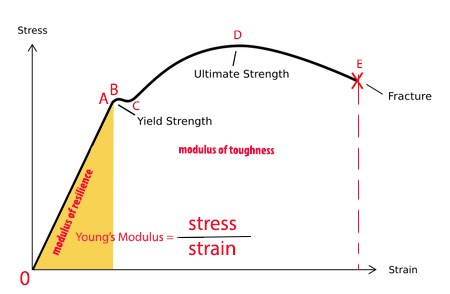 Stress
D
E
Ultimate Strength
B
A
C
Fracture
Yield Strength
modulus of toughness
modulus of resilience
Young's Modulus = stress
strain
Strain
0